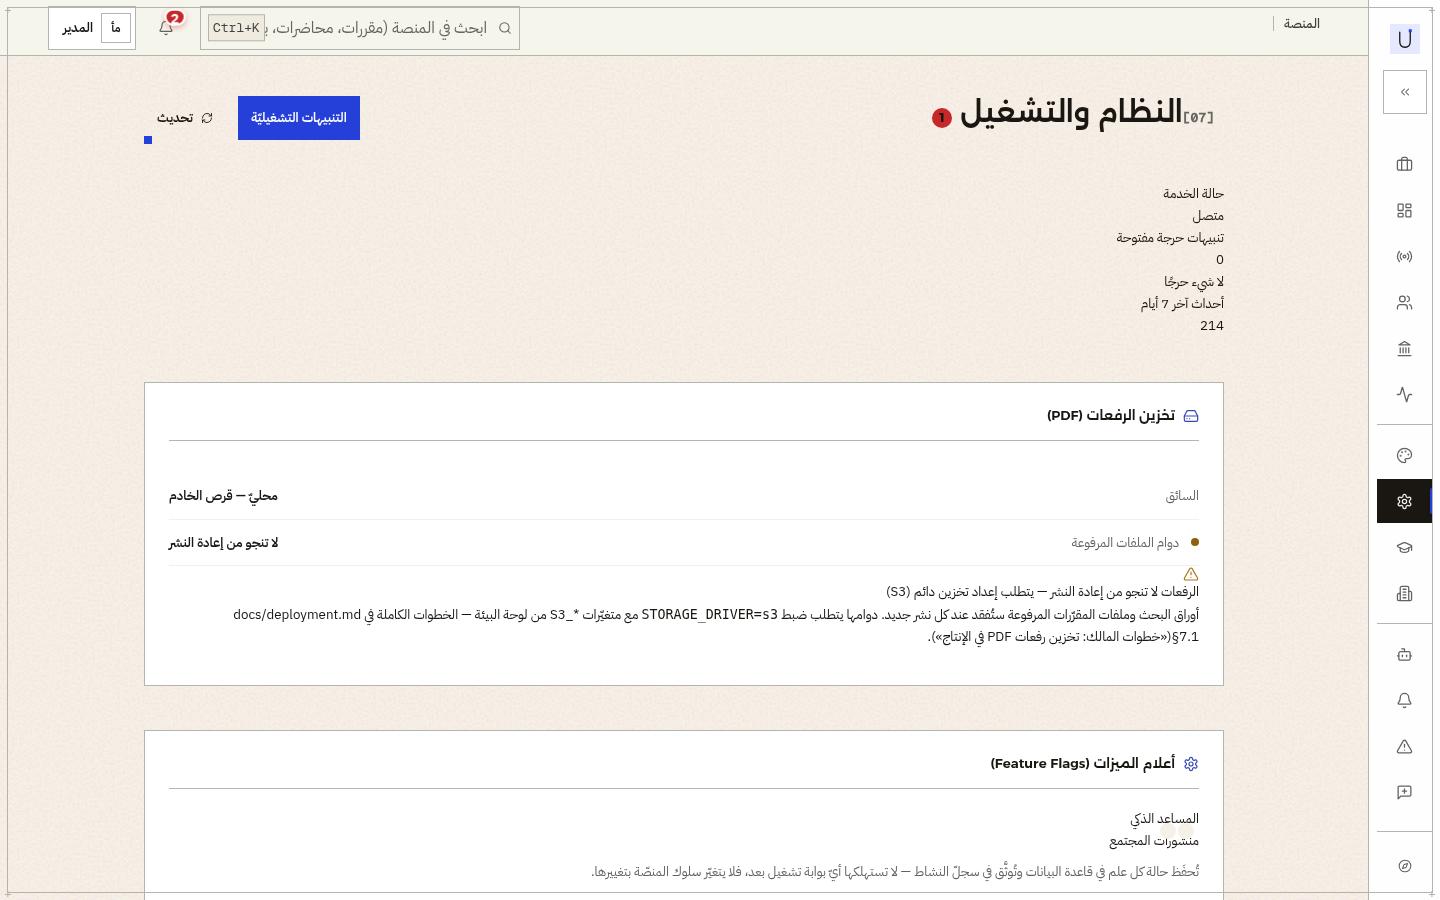 المنصة
ابحث في المنصة (مقررات، محاضرات، ب
Ctrl+K
2
مأ
المدير
[07] النظام والتشغيل 1
التنبيهات التشغيليّة
تحديث
حالة الخدمة
متصل
تنبيهات حرجة مفتوحة
0
لا شيء حرجًا
أحداث آخر 7 أيام
214
تخزين الرفعات (PDF)
السائق
محليّ — قرص الخادم
دوام الملفات المرفوعة
لا تنجو من إعادة النشر
الرفعات لا تنجو من إعادة النشر — يتطلب إعداد تخزين دائم (S3)
أوراق البحث وملفات المقرّرات المرفوعة ستُفقد عند كل نشر جديد. دوامها يتطلب ضبط STORAGE_DRIVER=s3 مع متغيّرات *_S3 من لوحة البيئة — الخطوات الكاملة في docs/deployment.md
§7.1 («خطوات المالك: تخزين رفعات PDF في الإنتاج»).
أعلام الميزات (Feature Flags)
المساعد الذكي
منشورات المجتمع
تُحفَظ حالة كل علم في قاعدة البيانات وتُوثَّق في سجلّ النشاط — لا تستهلكها أيّ بوابة تشغيل بعد، فلا يتغيّر سلوك المنصّة بتغييرها.